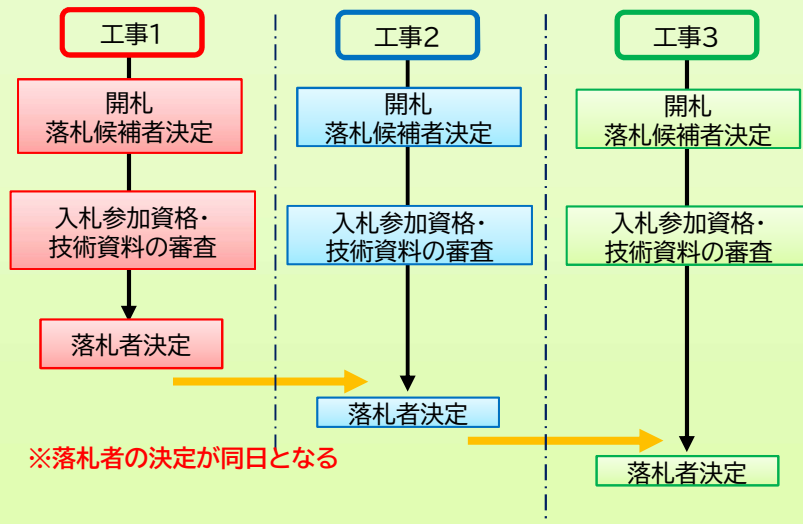 工事1
工事2
工事3
開札
落札候補者決定
開札
落札候補者決定
開札
落札候補者決定
入札参加資格・
技術資料の審査
入札参加資格・
技術資料の審査
入札参加資格・
技術資料の審査
落札者決定
落札者決定
落札者決定
※落札者の決定が同日となる